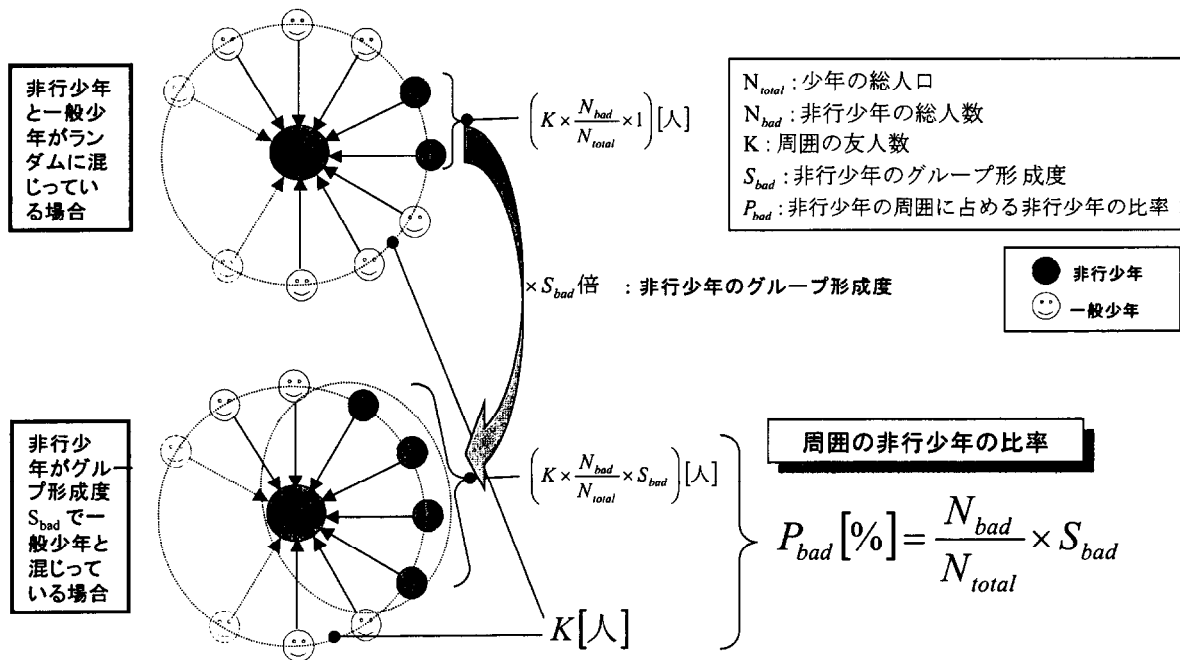 非行少年
と一般少
年がラン
ダムに混
じってい
る場合
(K × N_bad / N_total × 1)[人]
N_total : 少年の総人口
N_bad : 非行少年の総人数
K : 周囲の友人数
S_bad : 非行少年のグループ形成度
P_bad : 非行少年の周囲に占める非行少年の比率
× S_bad 倍 : 非行少年のグループ形成度
非行少年
一般少年
非行少
年がグルー
プ形成度
S_bad で一
般少年と
混じって
いる場合
(K × N_bad / N_total × S_bad)[人]
K[人]
周囲の非行少年の比率
P_bad[%] = N_bad / N_total × S_bad